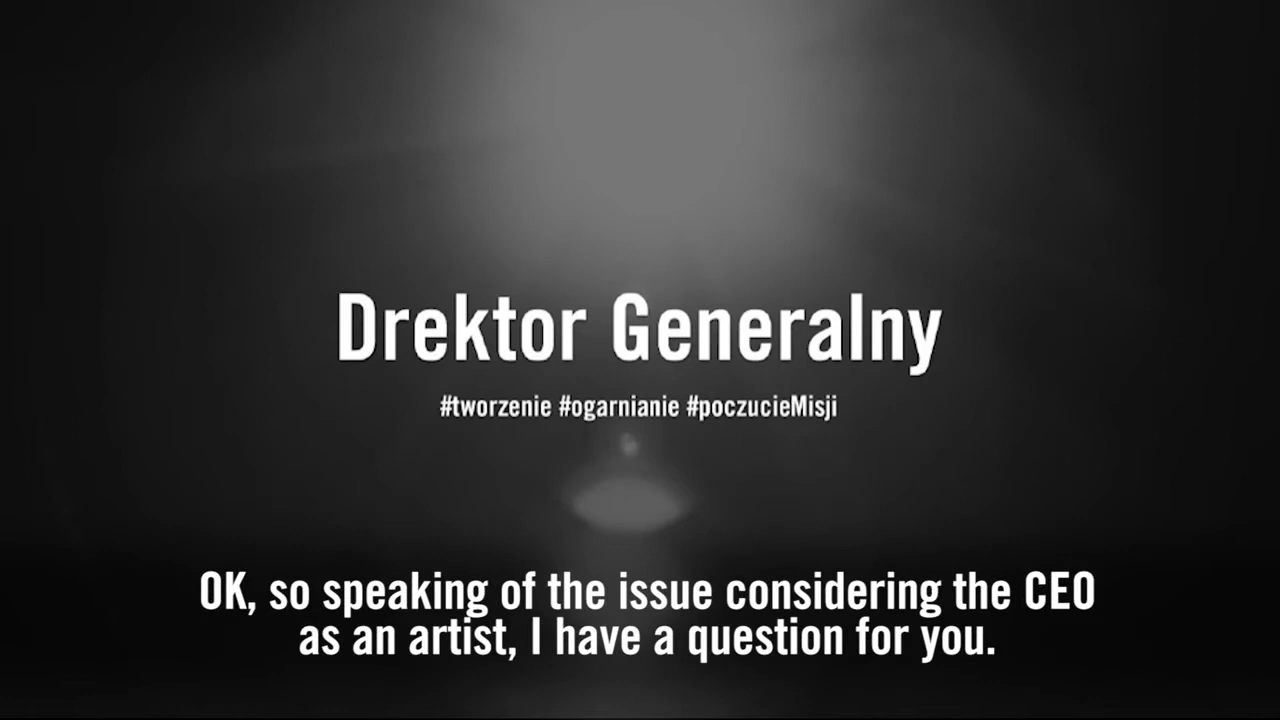 Drektor Generalny
#tworzenie #ogarnianie #poczucieMisji
OK, so speaking of the issue considering the CEO
as an artist, I have a question for you.